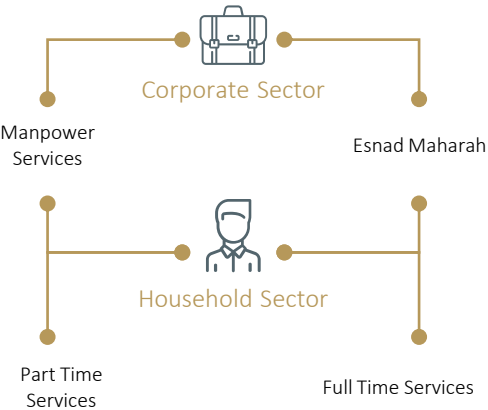 Corporate Sector
Manpower
Services
Esnad Maharah
Household Sector
Part Time
Services
Full Time Services